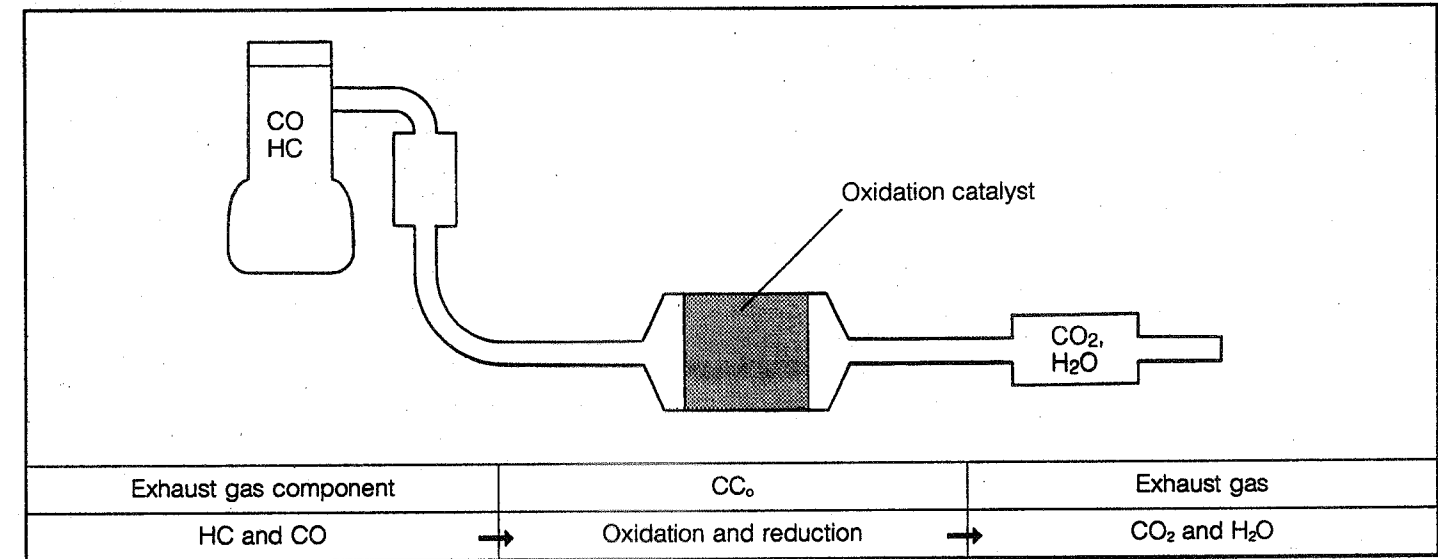 CO
HC
Oxidation catalyst
CO₂,
H₂O
Exhaust gas component CCₒ Exhaust gas
HC and CO → Oxidation and reduction → CO₂ and H₂O